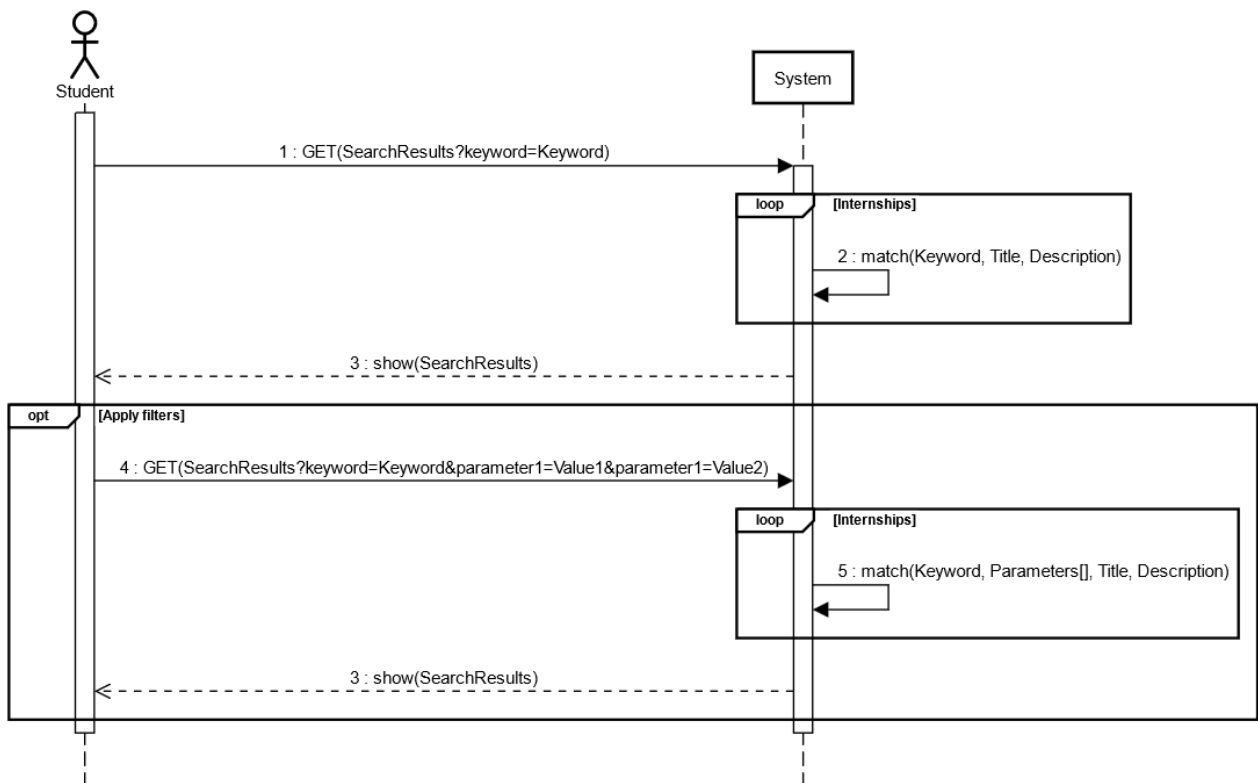 Student
System
1 : GET(SearchResults?keyword=Keyword)
loop
[Internships]
2 : match(Keyword, Title, Description)
3 : show(SearchResults)
opt
[Apply filters]
4 : GET(SearchResults?keyword=Keyword&parameter1=Value1&parameter1=Value2)
loop
[Internships]
5 : match(Keyword, Parameters[], Title, Description)
3 : show(SearchResults)